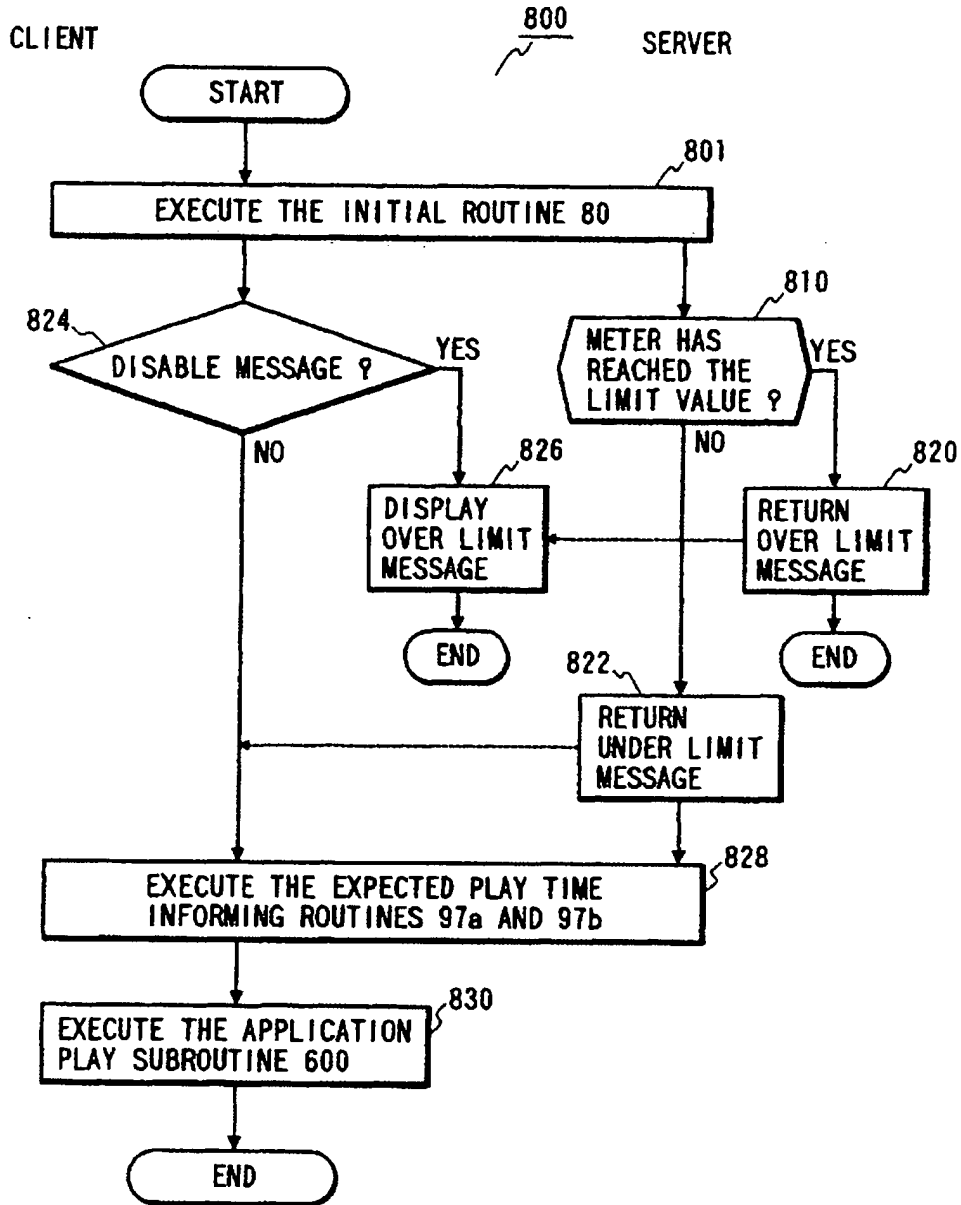 CLIENT
800
SERVER
START
801
EXECUTE THE INITIAL ROUTINE 80
810
824
DISABLE MESSAGE ?
YES
METER HAS
REACHED THE
LIMIT VALUE ?
YES
NO
NO
826
820
DISPLAY
OVER LIMIT
MESSAGE
RETURN
OVER LIMIT
MESSAGE
END
END
822
RETURN
UNDER LIMIT
MESSAGE
828
EXECUTE THE EXPECTED PLAY TIME
INFORMING ROUTINES 97a AND 97b
830
EXECUTE THE APPLICATION
PLAY SUBROUTINE 600
END